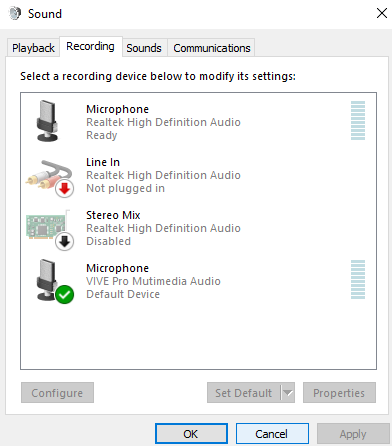 Sound
Playback Recording Sounds Communications
Select a recording device below to modify its settings:
Microphone
Realtek High Definition Audio
Ready
Line In
Realtek High Definition Audio
Not plugged in
Stereo Mix
Realtek High Definition Audio
Disabled
Microphone
VIVE Pro Mutimedia Audio
Default Device
Configure Set Default Properties
OK Cancel Apply